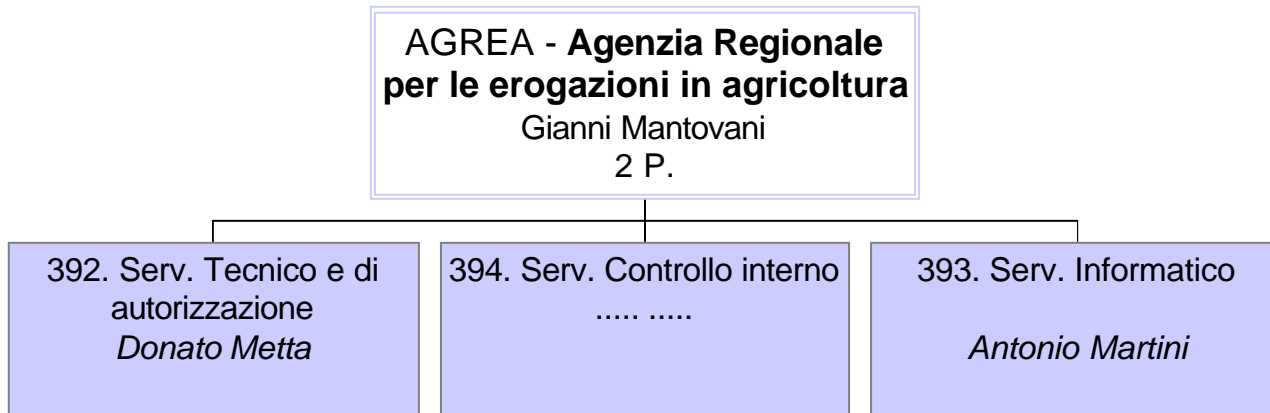 AGREA - Agenzia Regionale
per le erogazioni in agricoltura
Gianni Mantovani
2 P.
392. Serv. Tecnico e di
autorizzazione
Donato Metta
394. Serv. Controllo interno
..... .....
393. Serv. Informatico
Antonio Martini